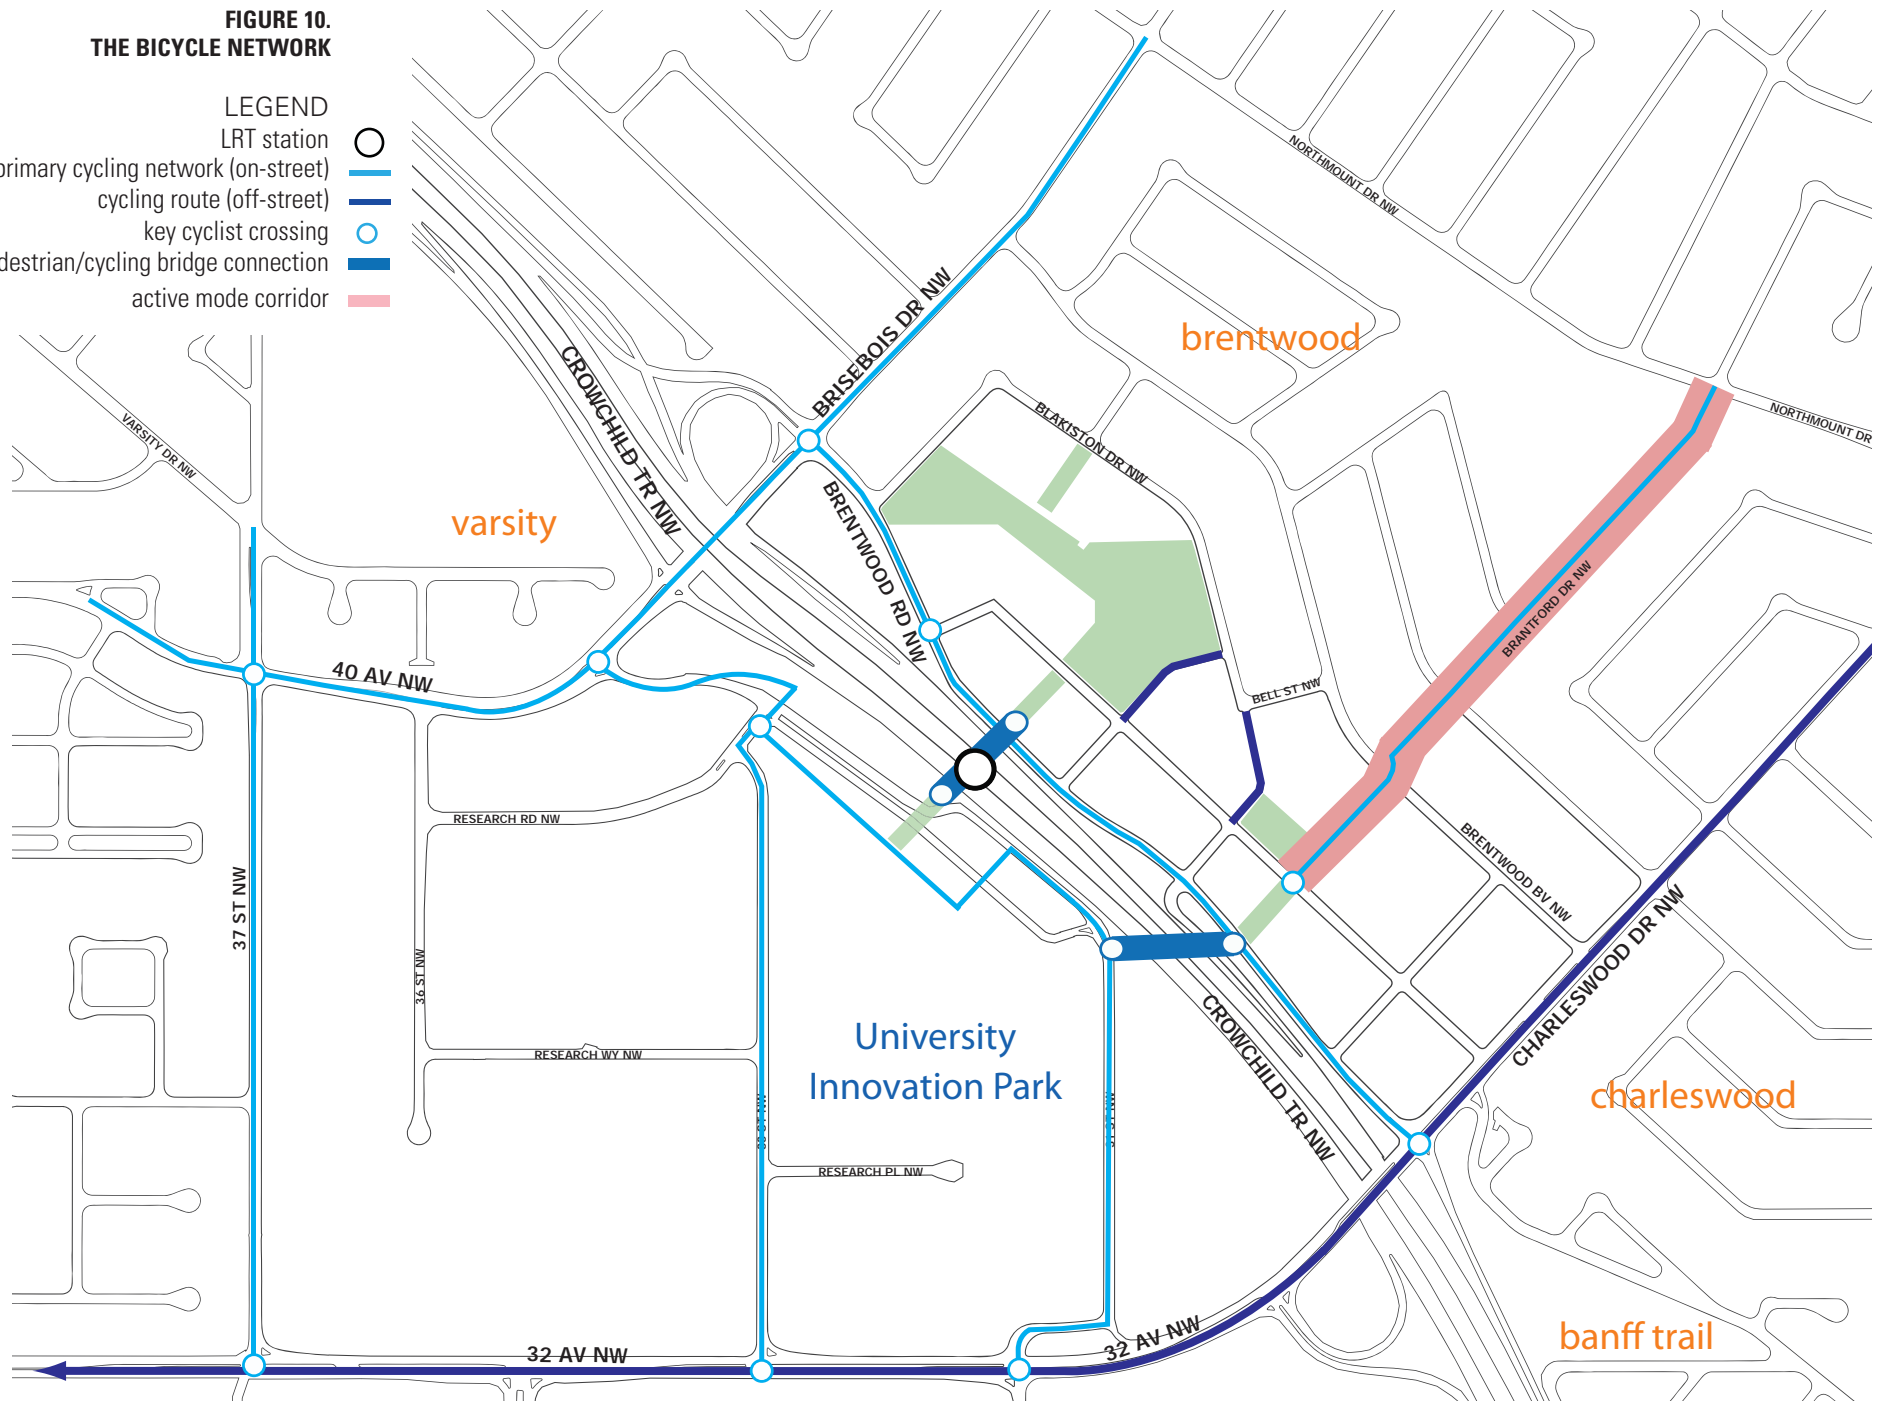 FIGURE 10.
THE BICYCLE NETWORK
LEGEND
LRT station
primary cycling network (on-street)
cycling route (off-street)
key cyclist crossing
destrian/cycling bridge connection
active mode corridor
NORTHMOUNT DR NW
BRISEBOIS DR NW
brentwood
CROWCHILD TR NW
BLAKISTON DR NW
NORTHMOUNT DR
VARSITY DR NW
varsity
BRENTWOOD RD NW
BRANTFORD DR NW
40 AV NW
BELL ST NW
RESEARCH RD NW
BRENTWOOD BV NW
37 ST NW
36 ST NW
CHARLESWOOD DR NW
University
Innovation Park
RESEARCH WY NW
CROWCHILD TR NW
charleswood
31 ST NW
RESEARCH PL NW
32 AV NW
32 AV NW
banff trail